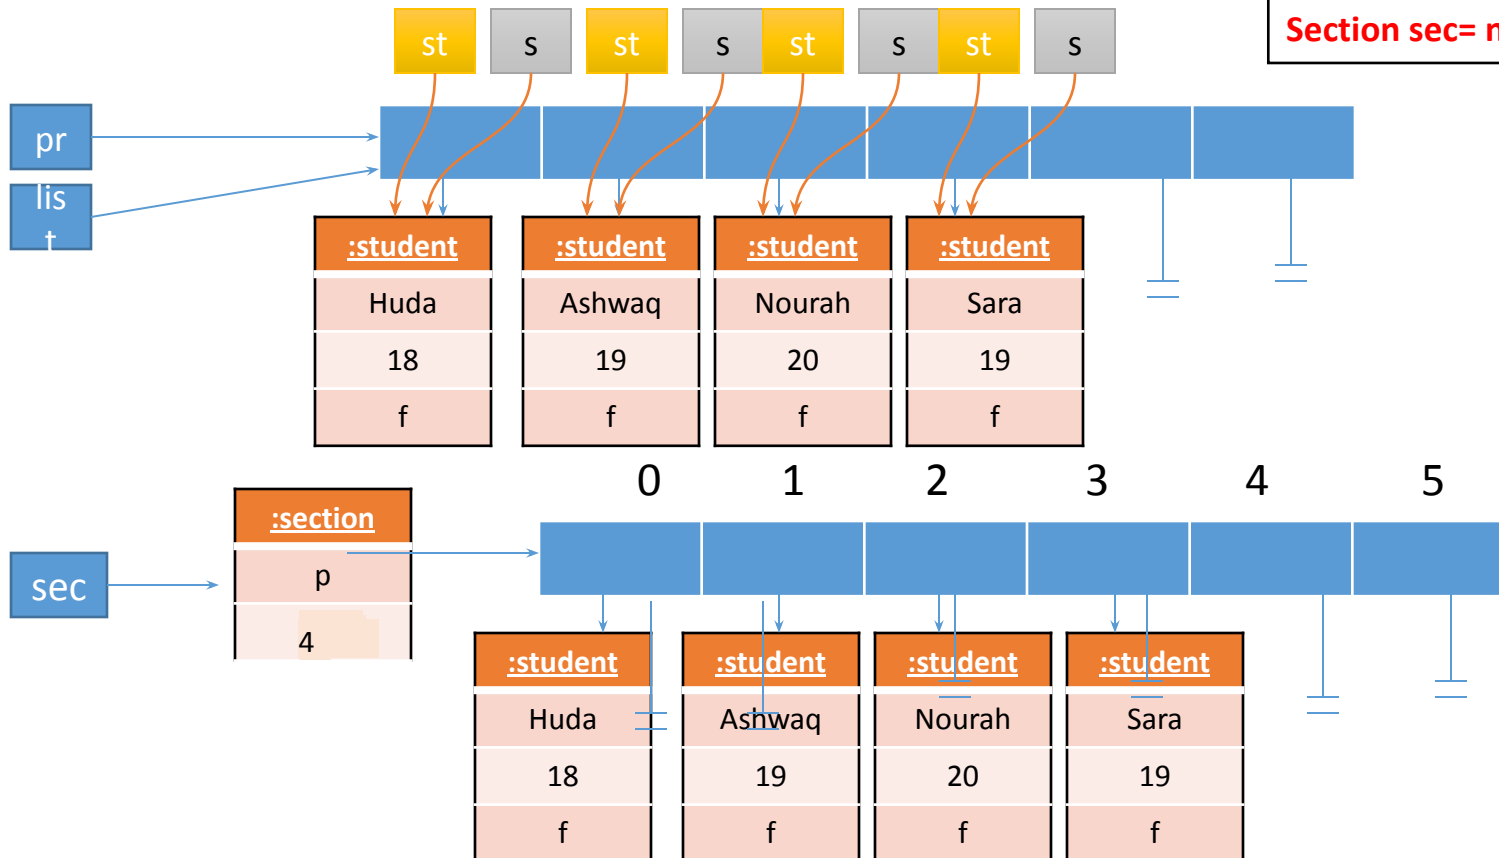 st s st s st s st s
Section sec= n
pr
lis
t
:student :student :student :student
Huda Ashwaq Nourah Sara
18 19 20 19
f f f f
0 1 2 3 4 5
:section
p
sec
4
:student :student :student :student
Huda Ashwaq Nourah Sara
18 19 20 19
f f f f